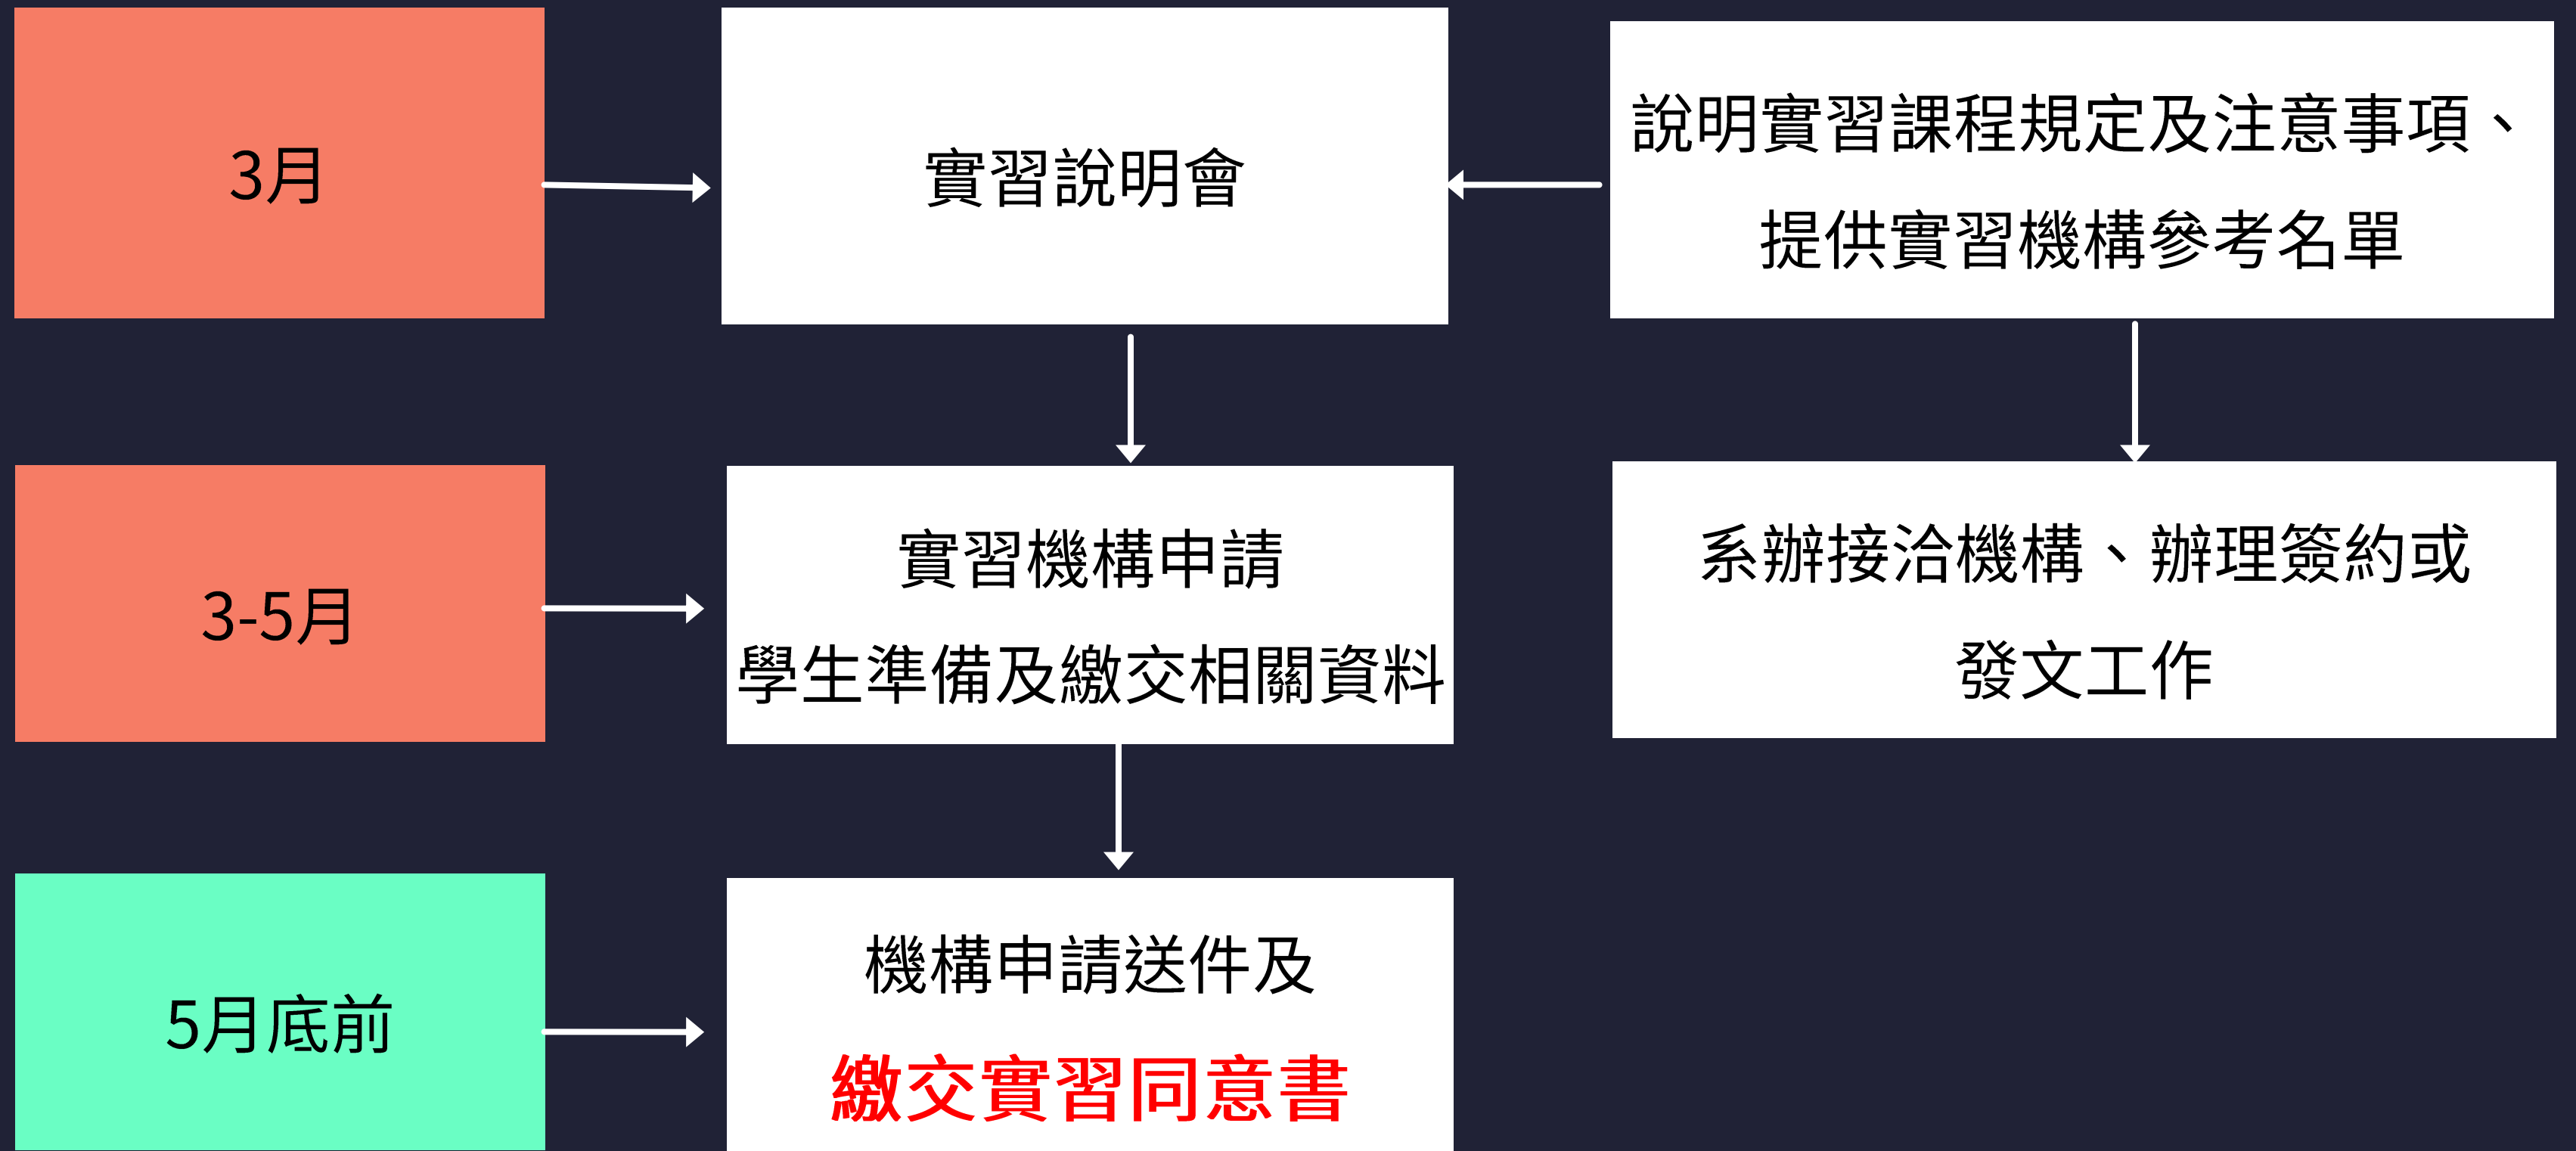 3月
實習說明會
說明實習課程規定及注意事項、
提供實習機構參考名單
3-5月
實習機構申請
學生準備及繳交相關資料
系辦接洽機構、辦理簽約或
發文工作
5月底前
機構申請送件及
繳交實習同意書